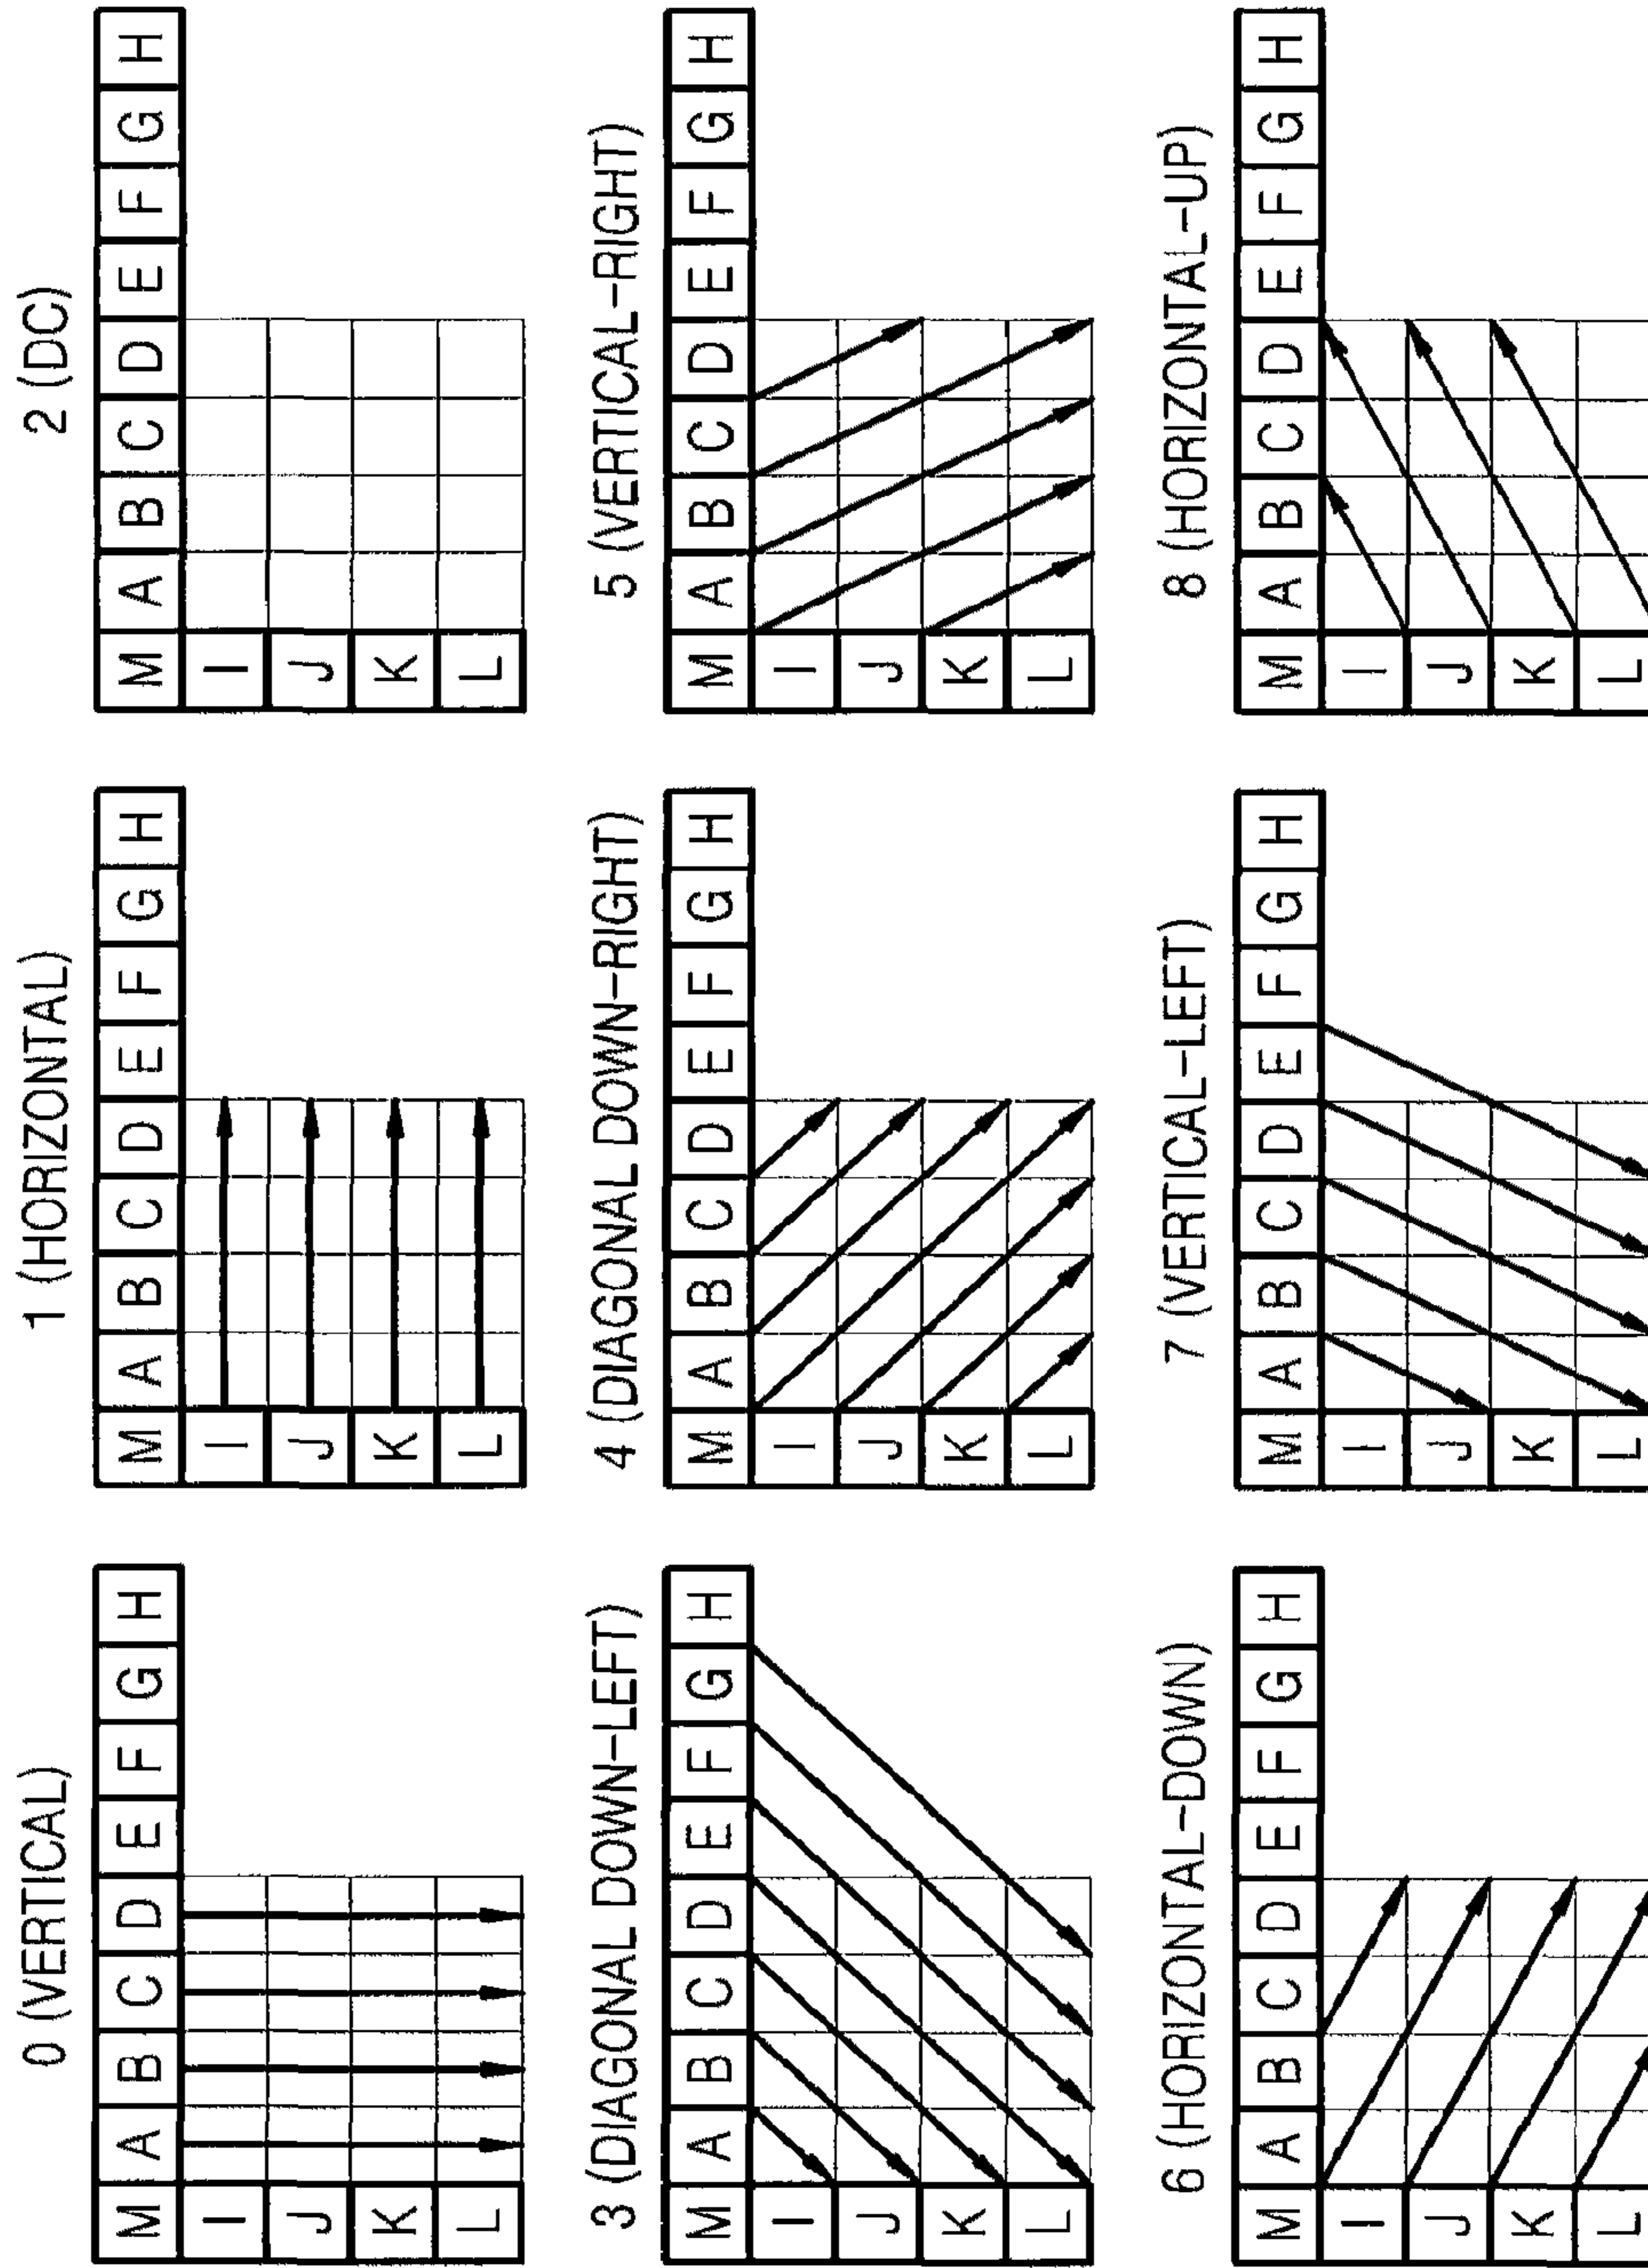 0 (VERTICAL)
M A B C D E F G H
I
J
K
L
1 (HORIZONTAL)
M A B C D E F G H
I
J
K
L
2 (DC)
M A B C D E F G H
I
J
K
L
3 (DIAGONAL DOWN-LEFT)
M A B C D E F G H
I
J
K
L
4 (DIAGONAL DOWN-RIGHT)
M A B C D E F G H
I
J
K
L
5 (VERTICAL-RIGHT)
M A B C D E F G H
I
J
K
L
6 (HORIZONTAL-DOWN)
M A B C D E F G H
I
J
K
L
7 (VERTICAL-LEFT)
M A B C D E F G H
I
J
K
L
8 (HORIZONTAL-UP)
M A B C D E F G H
I
J
K
L